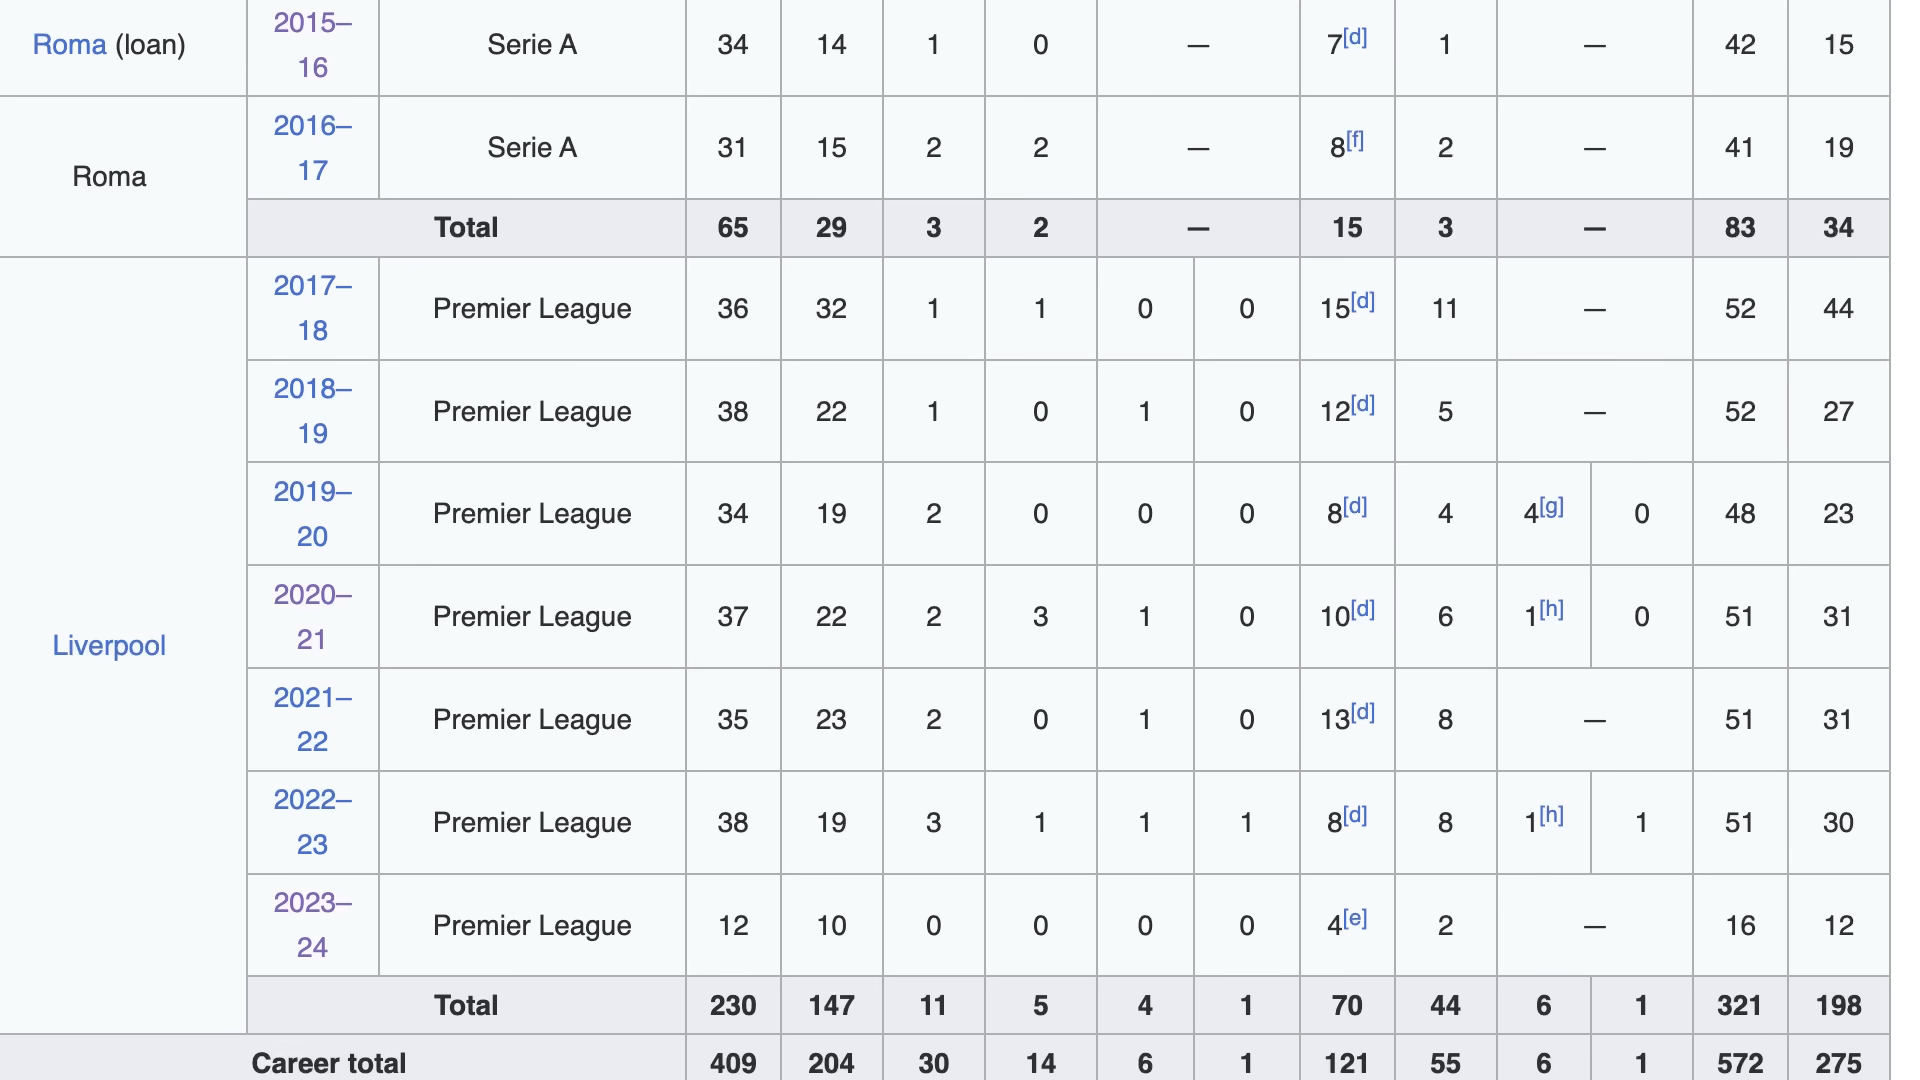 Roma (loan) 2015–16 Serie A 34 14 1 0 — 7[d] 1 — 42 15
Roma 2016–17 Serie A 31 15 2 2 — 8[f] 2 — 41 19
Total 65 29 3 2 — 15 3 — 83 34
Liverpool 2017–18 Premier League 36 32 1 1 0 0 15[d] 11 — 52 44
2018–19 Premier League 38 22 1 0 1 0 12[d] 5 — 52 27
2019–20 Premier League 34 19 2 0 0 0 8[d] 4 4[g] 0 48 23
2020–21 Premier League 37 22 2 3 1 0 10[d] 6 1[h] 0 51 31
2021–22 Premier League 35 23 2 0 1 0 13[d] 8 — 51 31
2022–23 Premier League 38 19 3 1 1 1 8[d] 8 1[h] 1 51 30
2023–24 Premier League 12 10 0 0 0 0 4[e] 2 — 16 12
Total 230 147 11 5 4 1 70 44 6 1 321 198
Career total 409 204 30 14 6 1 121 55 6 1 572 275